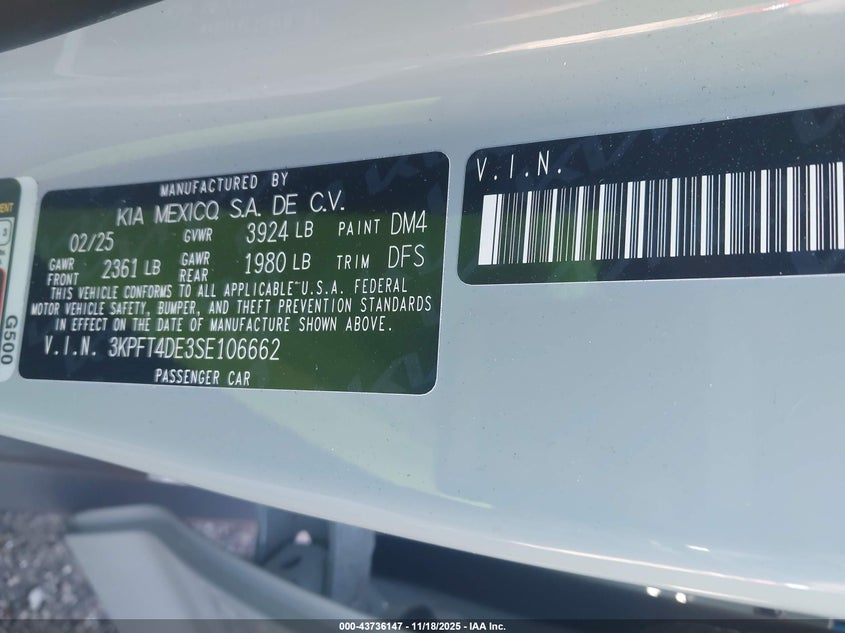 MANUFACTURED BY
KIA MEXICO S.A. DE C.V.
02/25 GVWR 3924 LB PAINT DM4
GAWR FRONT 2361 LB GAWR REAR 1980 LB TRIM DFS
THIS VEHICLE CONFORMS TO ALL APPLICABLE U.S.A. FEDERAL
MOTOR VEHICLE SAFETY, BUMPER, AND THEFT PREVENTION STANDARDS
IN EFFECT ON THE DATE OF MANUFACTURE SHOWN ABOVE.
V.I.N. 3KPFT4DE3SE106662
PASSENGER CAR
V.I.N.
G500
000-43736147 - 11/18/2025 - IAA Inc.